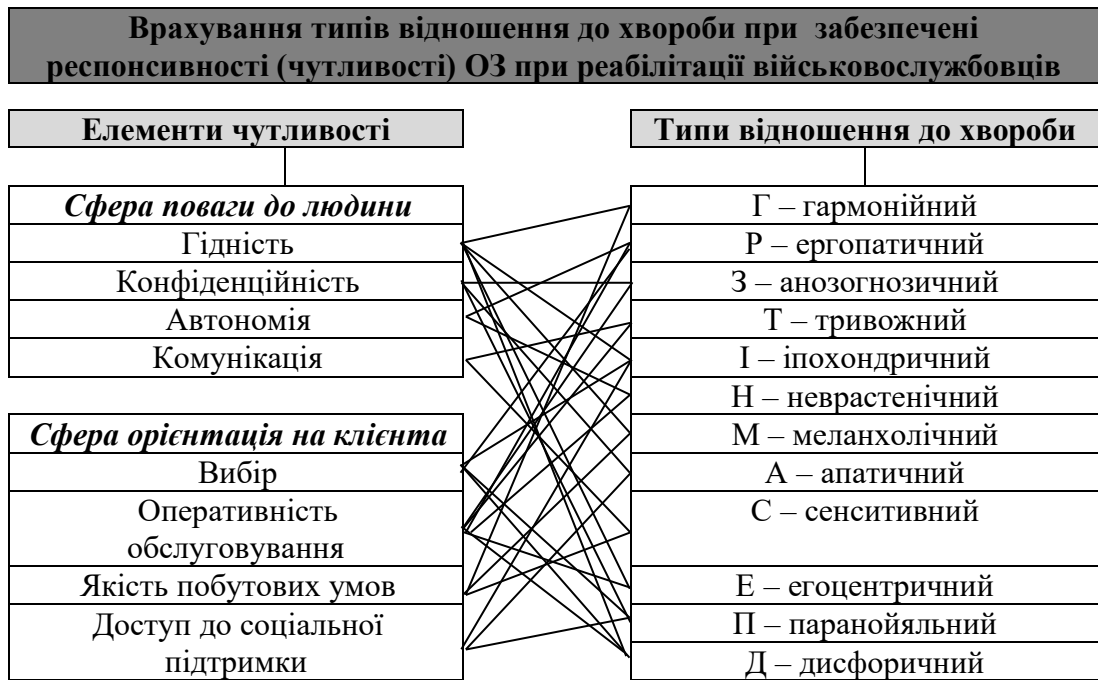 Врахування типів відношення до хвороби при забезпечені
респонсивності (чутливості) ОЗ при реабілітації військовослужбовців
Елементи чутливості
Сфера поваги до людини
Гідність
Конфіденційність
Автономія
Комунікація
Сфера орієнтація на клієнта
Вибір
Оперативність
обслуговування
Якість побутових умов
Доступ до соціальної
підтримки
Типи відношення до хвороби
Г – гармонійний
Р – ергопатичний
З – анозогнозичний
Т – тривожний
І – іпохондричний
Н – неврастенічний
М – меланхолічний
А – апатичний
С – сенситивний
Е – егоцентричний
П – паранойяльний
Д – дисфоричний